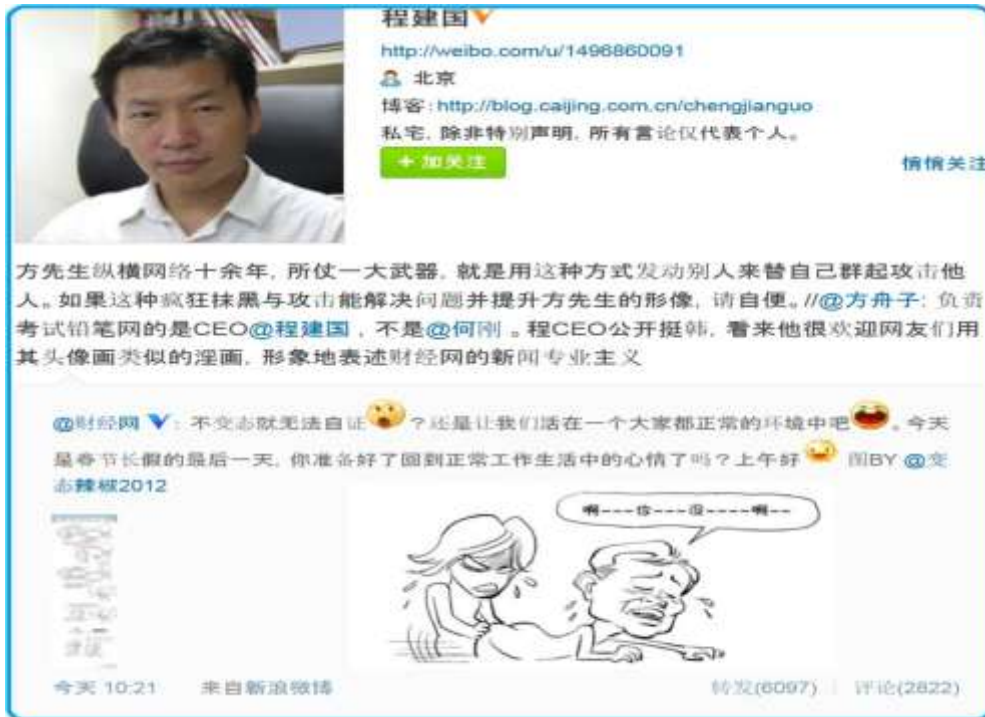 程建国
http://weibo.com/u/1496860091
北京
博客:http://blog.caijing.com.cn/chengjianguo
私宅, 除非特别声明, 所有言论仅代表个人。
+ 加关注
悄悄关注
方先生纵横网络十余年, 所仗一大武器, 就是用这种方式发动别人来替自己群起攻击他
人。如果这种疯狂抹黑与攻击能解决问题并提升方先生的形像, 请自便。//@方舟子: 负责
考试铅笔网的是CEO@程建国 , 不是@何刚 。程CEO公开挺韩, 看来他很欢迎网友们用
其头像画类似的淫画, 形象地表述财经网的新闻专业主义
@财经网 : 不变态就无法自证 ? 还是让我们活在一个大家都正常的环境中吧 。今天
是春节长假的最后一天, 你准备好了回到正常工作生活中的心情了吗? 上午好 图BY @变
态辣椒2012
啊---你---没----啊--
今天 10:21 来自新浪微博
转发(6097) 评论(2822)